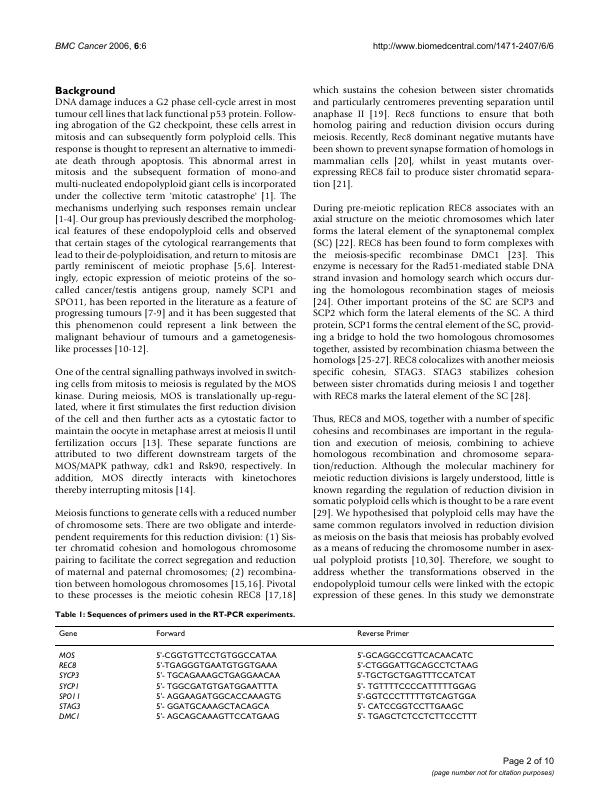 BMC Cancer 2006, 6:6
http://www.biomedcentral.com/1471-2407/6/6
Background
DNA damage induces a G2 phase cell-cycle arrest in most
tumour cell lines that lack functional p53 protein. Follow-
ing abrogation of the G2 checkpoint, these cells arrest in
mitosis and can subsequently form polyploid cells. This
response is thought to represent an alternative to immedi-
ate death through apoptosis. This abnormal arrest in
mitosis and the subsequent formation of mono-and
multi-nucleated endopolyploid giant cells is incorporated
under the collective term 'mitotic catastrophe' [1]. The
mechanisms underlying such responses remain unclear
[1-4]. Our group has previously described the morpholog-
ical features of these endopolyploid cells and observed
that certain stages of the cytological rearrangements that
lead to their de-polyploidisation, and return to mitosis are
partly reminiscent of meiotic prophase [5,6]. Interest-
ingly, ectopic expression of meiotic proteins of the so-
called cancer/testis antigens group, namely SCP1 and
SPO11, has been reported in the literature as a feature of
progressing tumours [7-9] and it has been suggested that
this phenomenon could represent a link between the
malignant behaviour of tumours and a gametogenesis-
like processes [10-12].
One of the central signalling pathways involved in switch-
ing cells from mitosis to meiosis is regulated by the MOS
kinase. During meiosis, MOS is translationally up-regu-
lated, where it first stimulates the first reduction division
of the cell and then further acts as a cytostatic factor to
maintain the oocyte in metaphase arrest at meiosis II until
fertilization occurs [13]. These separate functions are
attributed to two different downstream targets of the
MOS/MAPK pathway, cdk1 and Rsk90, respectively. In
addition, MOS directly interacts with kinetochores
thereby interrupting mitosis [14].
Meiosis functions to generate cells with a reduced number
of chromosome sets. There are two obligate and interde-
pendent requirements for this reduction division: (1) Sis-
ter chromatid cohesion and homologous chromosome
pairing to facilitate the correct segregation and reduction
of maternal and paternal chromosomes; (2) recombina-
tion between homologous chromosomes [15,16]. Pivotal
to these processes is the meiotic cohesin REC8 [17,18]
which sustains the cohesion between sister chromatids
and particularly centromeres preventing separation until
anaphase II [19]. Rec8 functions to ensure that both
homolog pairing and reduction division occurs during
meiosis. Recently, Rec8 dominant negative mutants have
been shown to prevent synapse formation of homologs in
mammalian cells [20], whilst in yeast mutants over-
expressing REC8 fail to produce sister chromatid separa-
tion [21].
During pre-meiotic replication REC8 associates with an
axial structure on the meiotic chromosomes which later
forms the lateral element of the synaptonemal complex
(SC) [22]. REC8 has been found to form complexes with
the meiosis-specific recombinase DMC1 [23]. This
enzyme is necessary for the Rad51-mediated stable DNA
strand invasion and homology search which occurs dur-
ing the homologous recombination stages of meiosis
[24]. Other important proteins of the SC are SCP3 and
SCP2 which form the lateral elements of the SC. A third
protein, SCP1 forms the central element of the SC, provid-
ing a bridge to hold the two homologous chromosomes
together, assisted by recombination chiasma between the
homologs [25-27]. REC8 colocalizes with another meiosis
specific cohesin, STAG3. STAG3 stabilizes cohesion
between sister chromatids during meiosis I and together
with REC8 marks the lateral element of the SC [28].
Thus, REC8 and MOS, together with a number of specific
cohesins and recombinases are important in the regula-
tion and execution of meiosis, combining to achieve
homologous recombination and chromosome separa-
tion/reduction. Although the molecular machinery for
meiotic reduction divisions is largely understood, little is
known regarding the regulation of reduction division in
somatic polyploid cells which is thought to be a rare event
[29]. We hypothesised that polyploid cells may have the
same common regulators involved in reduction division
as meiosis on the basis that meiosis has probably evolved
as a means of reducing the chromosome number in asex-
ual polyploid protists [10,30]. Therefore, we sought to
address whether the transformations observed in the
endopolyploid tumour cells were linked with the ectopic
expression of these genes. In this study we demonstrate
Table 1: Sequences of primers used in the RT-PCR experiments.
Gene Forward Reverse Primer
MOS 5'-CGGTGTTCCTGTGGCCATAA 5'-GCAGGCCGTTCACAACATC
REC8 5'-TGAGGGTGAATGTGGTGAAA 5'-CTGGGATTGCAGCCTCTAAG
SYCP3 5'- TGCAGAAAGCTGAGGAACAA 5'-TGCTGCTGAGTTTCCATCAT
SYCP1 5'- TGGCGATGTGATGGAATTTA 5'- TGTTTTCCCCATTTTTGGAG
SPO11 5'- AGGAAGATGGCACCAAAGTG 5'-GGTCCCTTTTTGTCAGTGGA
STAG3 5'- GGATGCAAAGCTACAGCA 5'- CATCCGGTCCTTGAAGC
DMC1 5'- AGCAGCAAAGTTCCATGAAG 5'- TGAGCTCTCCTCTTCCCTTT
Page 2 of 10
(page number not for citation purposes)